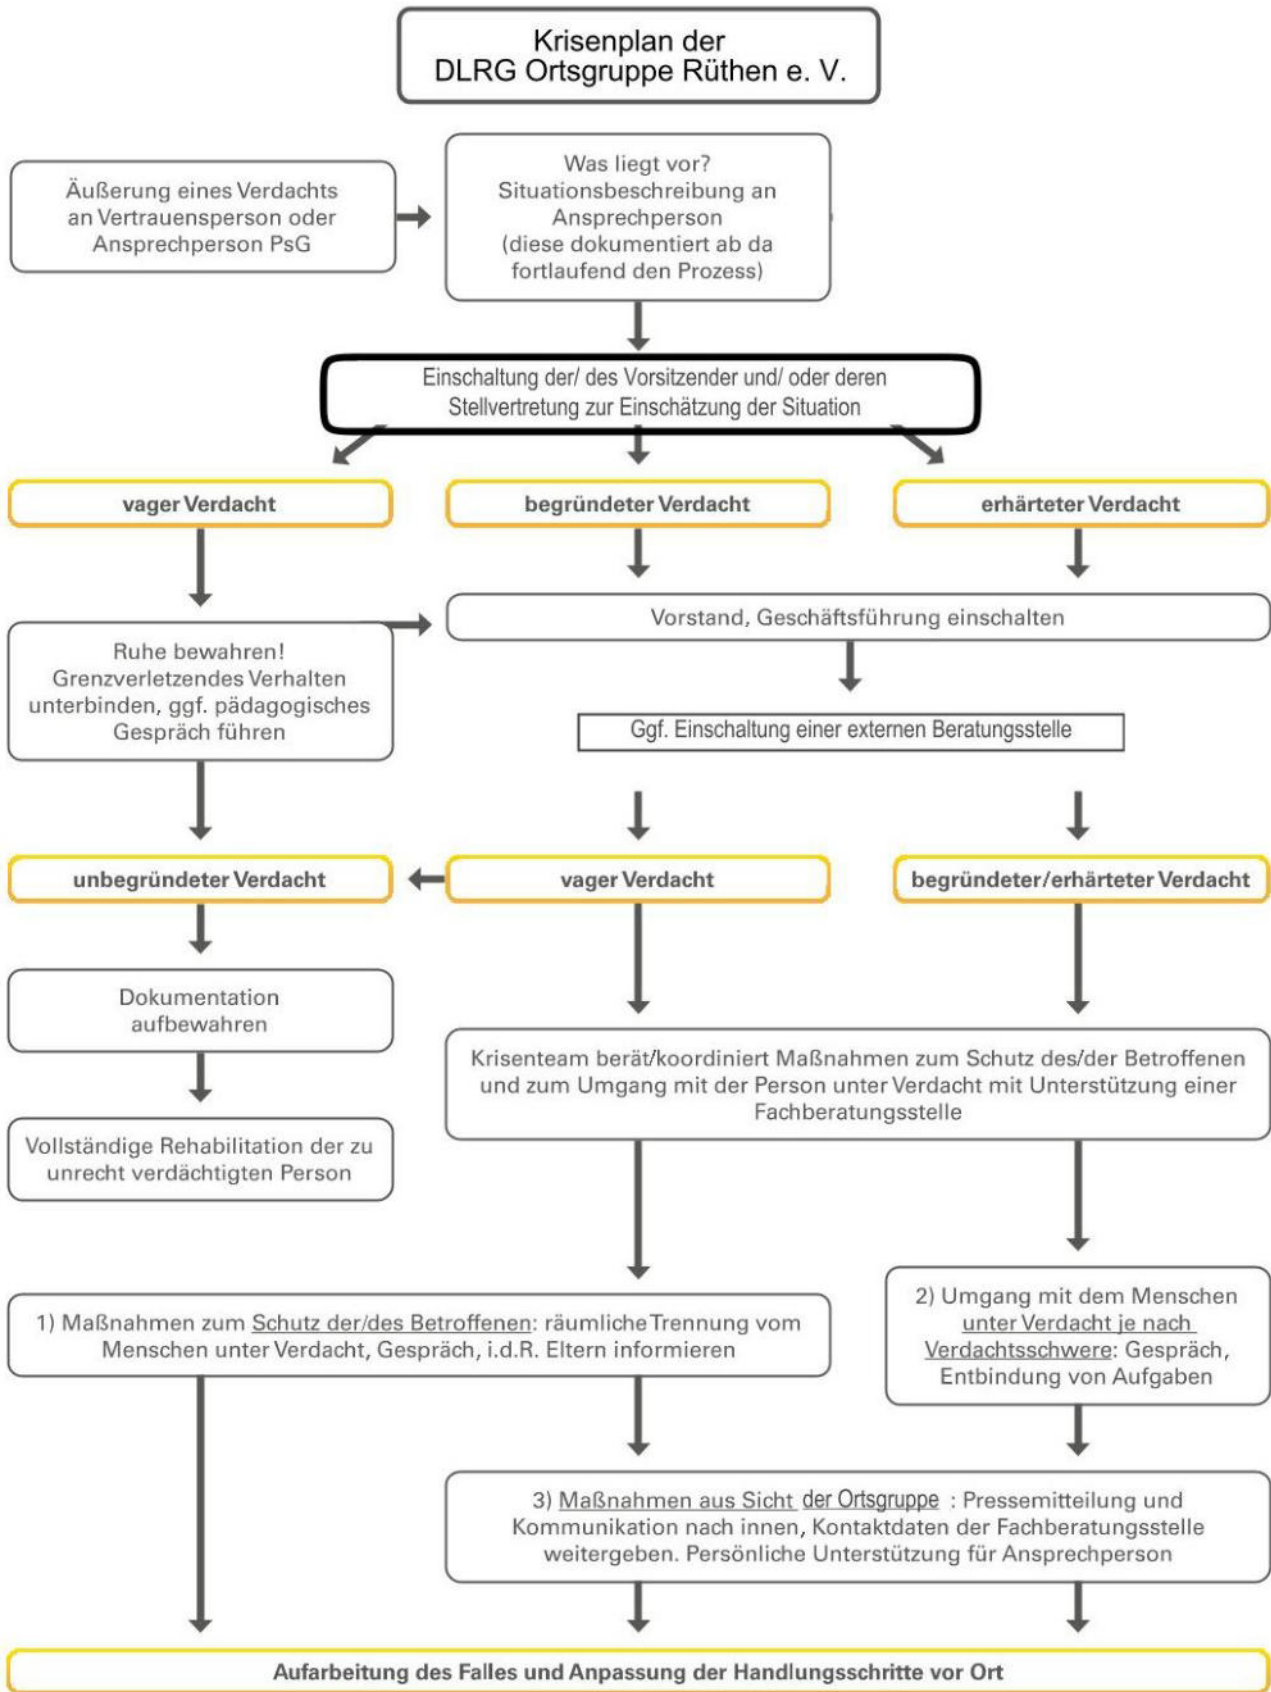 Krisenplan der
DLRG Ortsgruppe Rüthen e. V.
Äußerung eines Verdachts
an Vertrauensperson oder
Ansprechperson PsG
Was liegt vor?
Situationsbeschreibung an
Ansprechperson
(diese dokumentiert ab da
fortlaufend den Prozess)
Einschaltung der/ des Vorsitzender und/ oder deren
Stellvertretung zur Einschätzung der Situation
vager Verdacht
begründeter Verdacht
erhärteter Verdacht
Vorstand, Geschäftsführung einschalten
Ruhe bewahren!
Grenzverletzendes Verhalten
unterbinden, ggf. pädagogisches
Gespräch führen
Ggf. Einschaltung einer externen Beratungsstelle
unbegründeter Verdacht
vager Verdacht
begründeter/erhärteter Verdacht
Dokumentation
aufbewahren
Krisenteam berät/koordiniert Maßnahmen zum Schutz des/der Betroffenen
und zum Umgang mit der Person unter Verdacht mit Unterstützung einer
Fachberatungsstelle
Vollständige Rehabilitation der zu
unrecht verdächtigten Person
1) Maßnahmen zum Schutz der/des Betroffenen: räumliche Trennung vom
Menschen unter Verdacht, Gespräch, i.d.R. Eltern informieren
2) Umgang mit dem Menschen
unter Verdacht je nach
Verdachtsschwere: Gespräch,
Entbindung von Aufgaben
3) Maßnahmen aus Sicht der Ortsgruppe : Pressemitteilung und
Kommunikation nach innen, Kontaktdaten der Fachberatungsstelle
weitergeben. Persönliche Unterstützung für Ansprechperson
Aufarbeitung des Falles und Anpassung der Handlungsschritte vor Ort